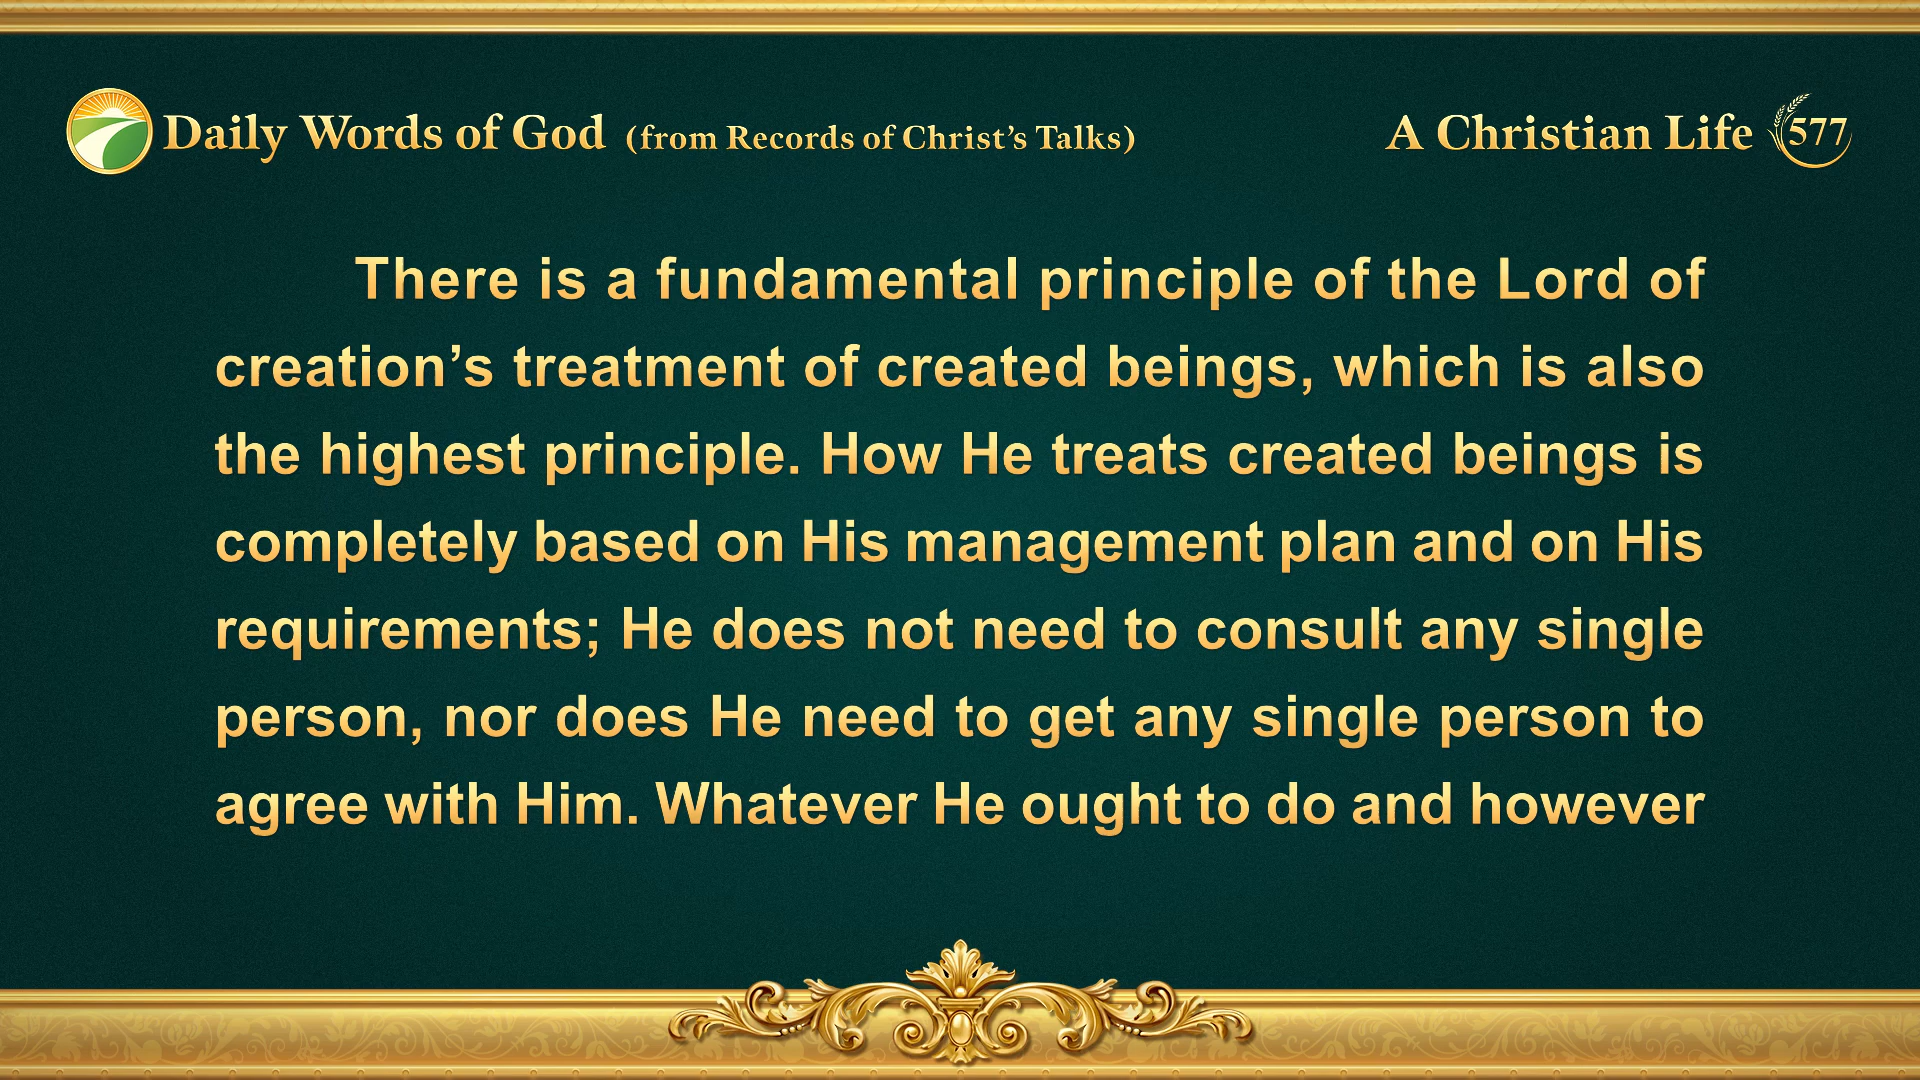 Daily Words of God (from Records of Christ’s Talks)
A Christian Life 577
There is a fundamental principle of the Lord of
creation’s treatment of created beings, which is also
the highest principle. How He treats created beings is
completely based on His management plan and on His
requirements; He does not need to consult any single
person, nor does He need to get any single person to
agree with Him. Whatever He ought to do and however